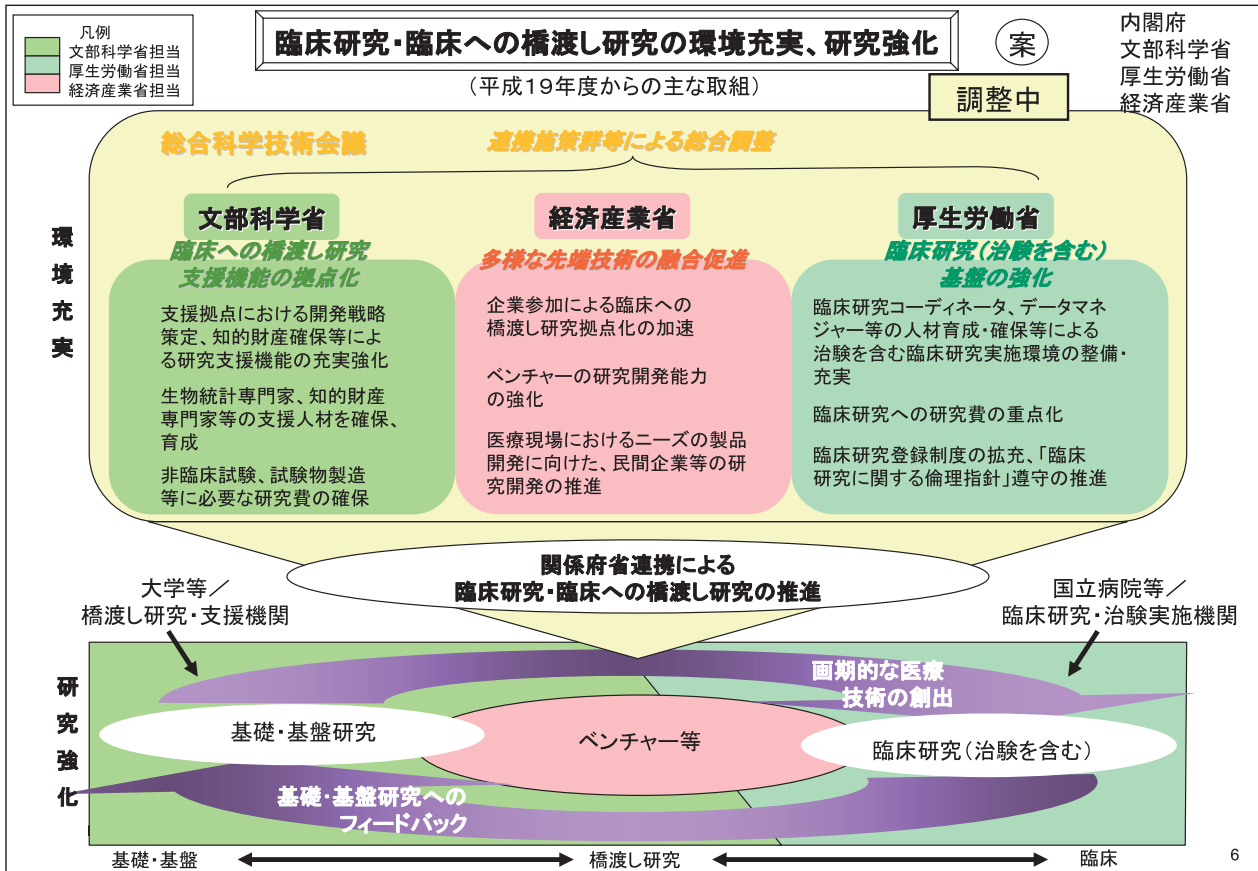 凡例
文部科学省担当
厚生労働省担当
経済産業省担当
臨床研究・臨床への橋渡し研究の環境充実、研究強化
(平成19年度からの主な取組)
案
内閣府
文部科学省
厚生労働省
経済産業省
調整中
総合科学技術会議
連携施策群等による総合調整
環境充実
文部科学省
臨床への橋渡し研究
支援機能の拠点化
支援拠点における開発戦略
策定、知的財産確保等によ
る研究支援機能の充実強化
生物統計専門家、知的財産
専門家等の支援人材を確保、
育成
非臨床試験、試験物製造
等に必要な研究費の確保
経済産業省
多様な先端技術の融合促進
企業参加による臨床への
橋渡し研究拠点化の加速
ベンチャーの研究開発能力
の強化
医療現場におけるニーズの製品
開発に向けた、民間企業等の研
究開発の推進
厚生労働省
臨床研究(治験を含む)
基盤の強化
臨床研究コーディネータ、データマネ
ジャー等の人材育成・確保等による
治験を含む臨床研究実施環境の整備・
充実
臨床研究への研究費の重点化
臨床研究登録制度の拡充、「臨床
研究に関する倫理指針」遵守の推進
関係府省連携による
臨床研究・臨床への橋渡し研究の推進
大学等/
橋渡し研究・支援機関
国立病院等/
臨床研究・治験実施機関
研究強化
画期的な医療
技術の創出
基礎・基盤研究
ベンチャー等
臨床研究(治験を含む)
基礎・基盤研究への
フィードバック
基礎・基盤
橋渡し研究
臨床
6